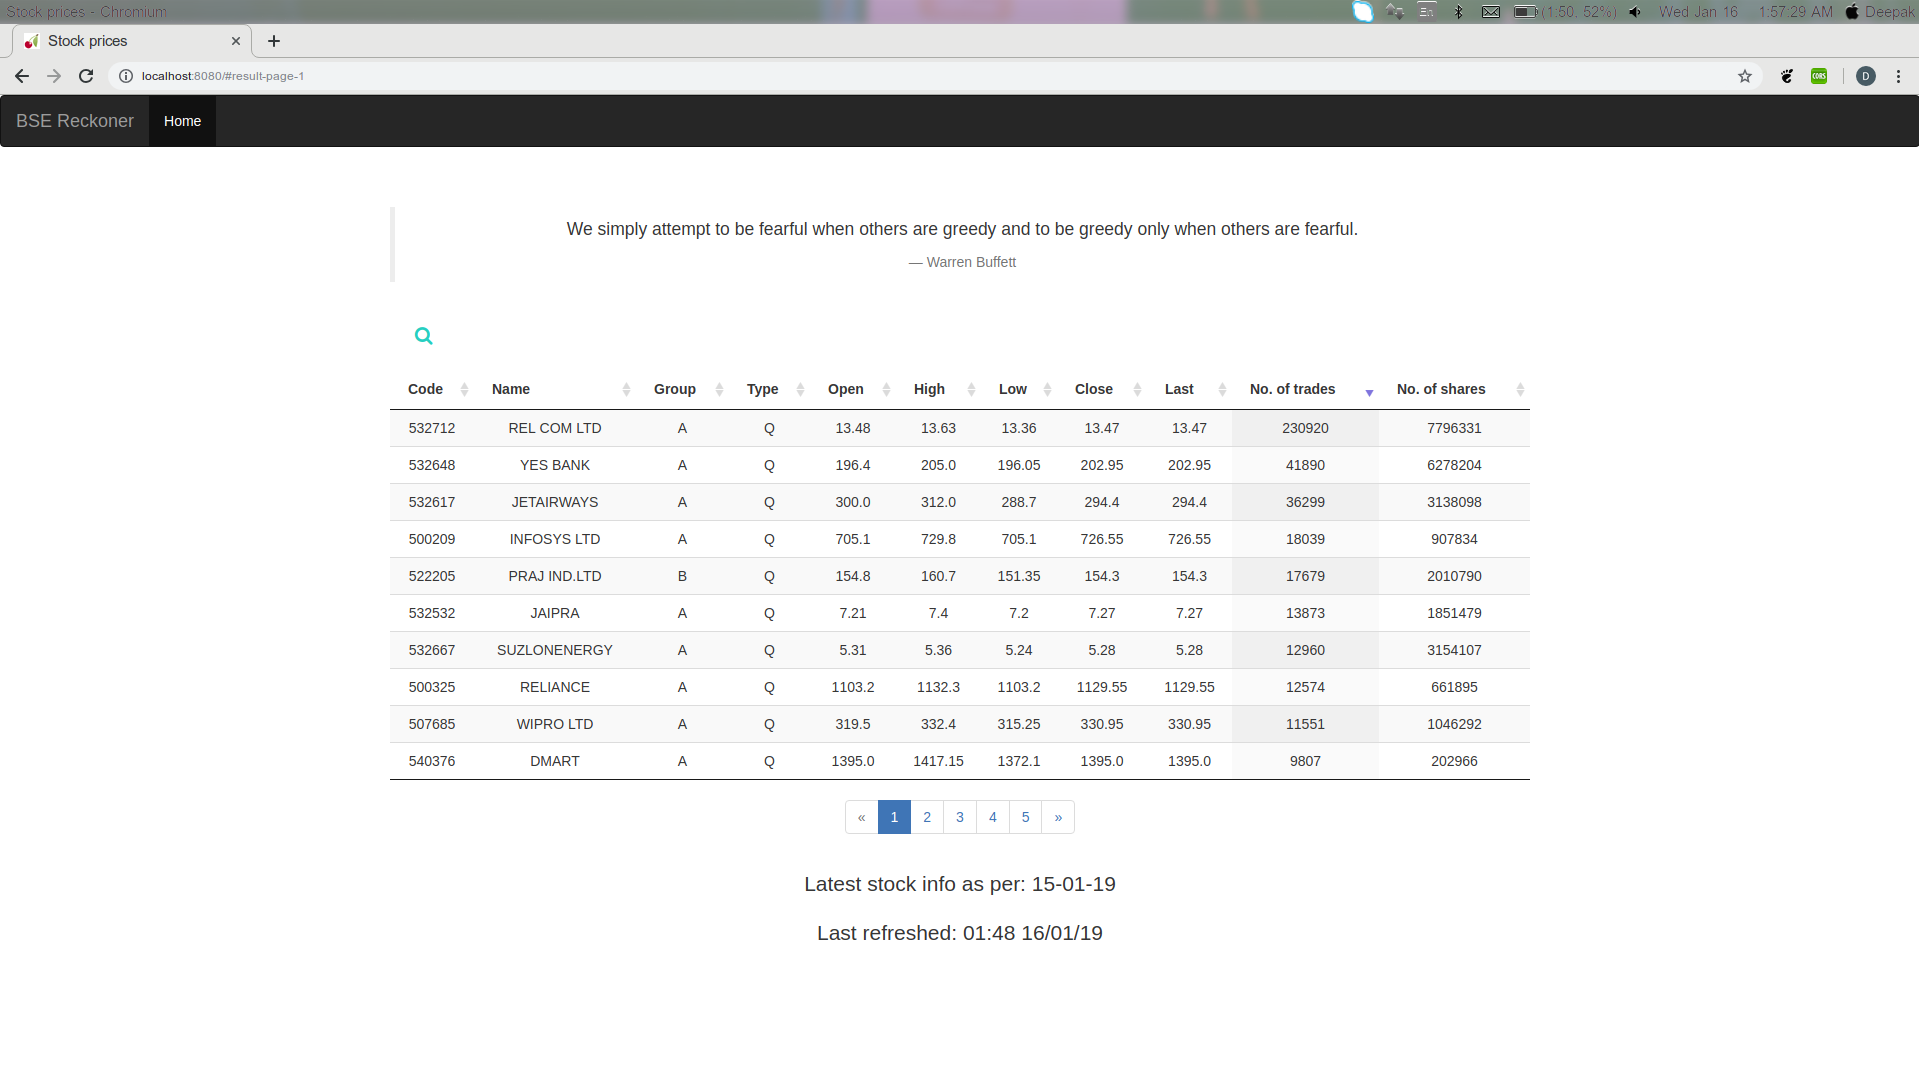 Stock prices - Chromium
En
(1:50, 52%)
Wed Jan 16 1:57:29 AM
Deepak
Stock prices
localhost:8080/#result-page-1
CORS
D
BSE Reckoner Home
We simply attempt to be fearful when others are greedy and to be greedy only when others are fearful.
— Warren Buffett
Code Name Group Type Open High Low Close Last No. of trades No. of shares
532712 REL COM LTD A Q 13.48 13.63 13.36 13.47 13.47 230920 7796331
532648 YES BANK A Q 196.4 205.0 196.05 202.95 202.95 41890 6278204
532617 JETAIRWAYS A Q 300.0 312.0 288.7 294.4 294.4 36299 3138098
500209 INFOSYS LTD A Q 705.1 729.8 705.1 726.55 726.55 18039 907834
522205 PRAJ IND.LTD B Q 154.8 160.7 151.35 154.3 154.3 17679 2010790
532532 JAIPRA A Q 7.21 7.4 7.2 7.27 7.27 13873 1851479
532667 SUZLONENERGY A Q 5.31 5.36 5.24 5.28 5.28 12960 3154107
500325 RELIANCE A Q 1103.2 1132.3 1103.2 1129.55 1129.55 12574 661895
507685 WIPRO LTD A Q 319.5 332.4 315.25 330.95 330.95 11551 1046292
540376 DMART A Q 1395.0 1417.15 1372.1 1395.0 1395.0 9807 202966
« 1 2 3 4 5 »
Latest stock info as per: 15-01-19
Last refreshed: 01:48 16/01/19